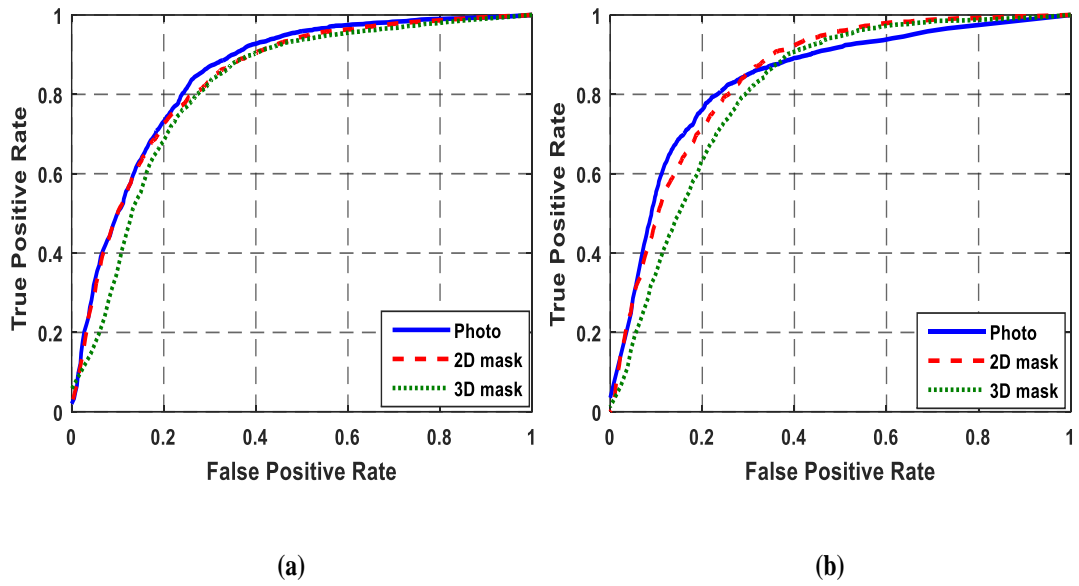 1
0.8
0.6
0.4
0.2
0
True Positive Rate
Photo
2D mask
3D mask
0 0.2 0.4 0.6 0.8 1
False Positive Rate
(a)
1
0.8
0.6
0.4
0.2
0
True Positive Rate
Photo
2D mask
3D mask
0 0.2 0.4 0.6 0.8 1
False Positive Rate
(b)